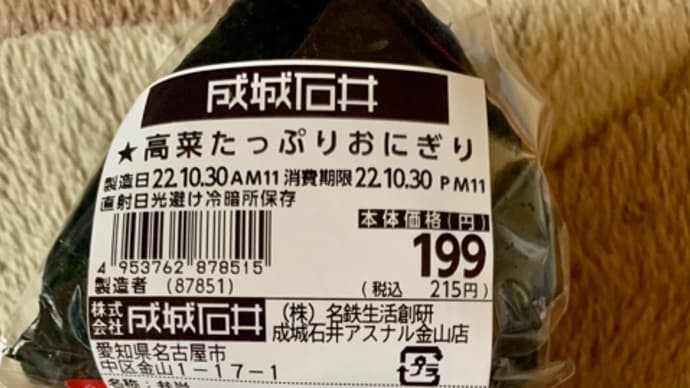 成城石井
★高菜たっぷりおにぎり
製造日22.10.30AM11 消費期限22.10.30 PM11
直射日光避け冷暗所保存
本体価格(円)
199
(税込 215円)
4 953762 878515
製造者 (87851)
株式会社 成城石井
(株)名鉄生活創研
成城石井アスナル金山店
愛知県名古屋市
中区金山1-17-1
プラ